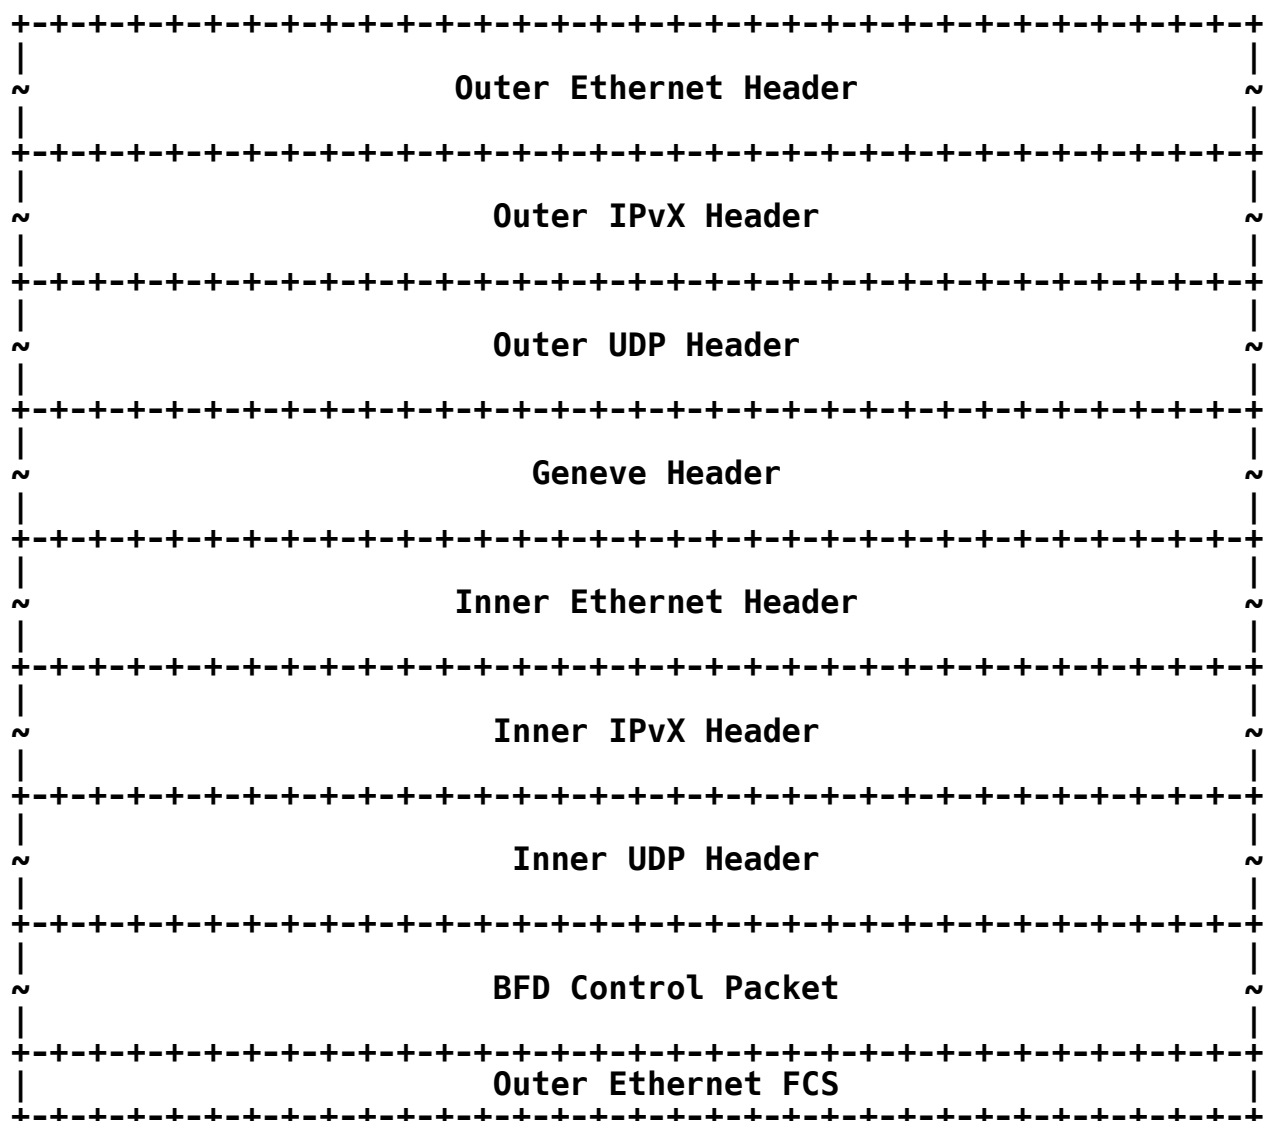 +-+-+-+-+-+-+-+-+-+-+-+-+-+-+-+-+-+-+-+-+-+-+-+-+-+-+-+-+-+-+-+-+-+
|                                                               |
~                      Outer Ethernet Header                    ~
|                                                               |
+-+-+-+-+-+-+-+-+-+-+-+-+-+-+-+-+-+-+-+-+-+-+-+-+-+-+-+-+-+-+-+-+-+
|                                                               |
~                        Outer IPvX Header                      ~
|                                                               |
+-+-+-+-+-+-+-+-+-+-+-+-+-+-+-+-+-+-+-+-+-+-+-+-+-+-+-+-+-+-+-+-+-+
|                                                               |
~                        Outer UDP Header                       ~
|                                                               |
+-+-+-+-+-+-+-+-+-+-+-+-+-+-+-+-+-+-+-+-+-+-+-+-+-+-+-+-+-+-+-+-+-+
|                                                               |
~                          Geneve Header                        ~
|                                                               |
+-+-+-+-+-+-+-+-+-+-+-+-+-+-+-+-+-+-+-+-+-+-+-+-+-+-+-+-+-+-+-+-+-+
|                                                               |
~                      Inner Ethernet Header                    ~
|                                                               |
+-+-+-+-+-+-+-+-+-+-+-+-+-+-+-+-+-+-+-+-+-+-+-+-+-+-+-+-+-+-+-+-+-+
|                                                               |
~                        Inner IPvX Header                      ~
|                                                               |
+-+-+-+-+-+-+-+-+-+-+-+-+-+-+-+-+-+-+-+-+-+-+-+-+-+-+-+-+-+-+-+-+-+
|                                                               |
~                         Inner UDP Header                      ~
|                                                               |
+-+-+-+-+-+-+-+-+-+-+-+-+-+-+-+-+-+-+-+-+-+-+-+-+-+-+-+-+-+-+-+-+-+
|                                                               |
~                        BFD Control Packet                     ~
|                                                               |
+-+-+-+-+-+-+-+-+-+-+-+-+-+-+-+-+-+-+-+-+-+-+-+-+-+-+-+-+-+-+-+-+-+
|                        Outer Ethernet FCS                     |
+-+-+-+-+-+-+-+-+-+-+-+-+-+-+-+-+-+-+-+-+-+-+-+-+-+-+-+-+-+-+-+-+-+